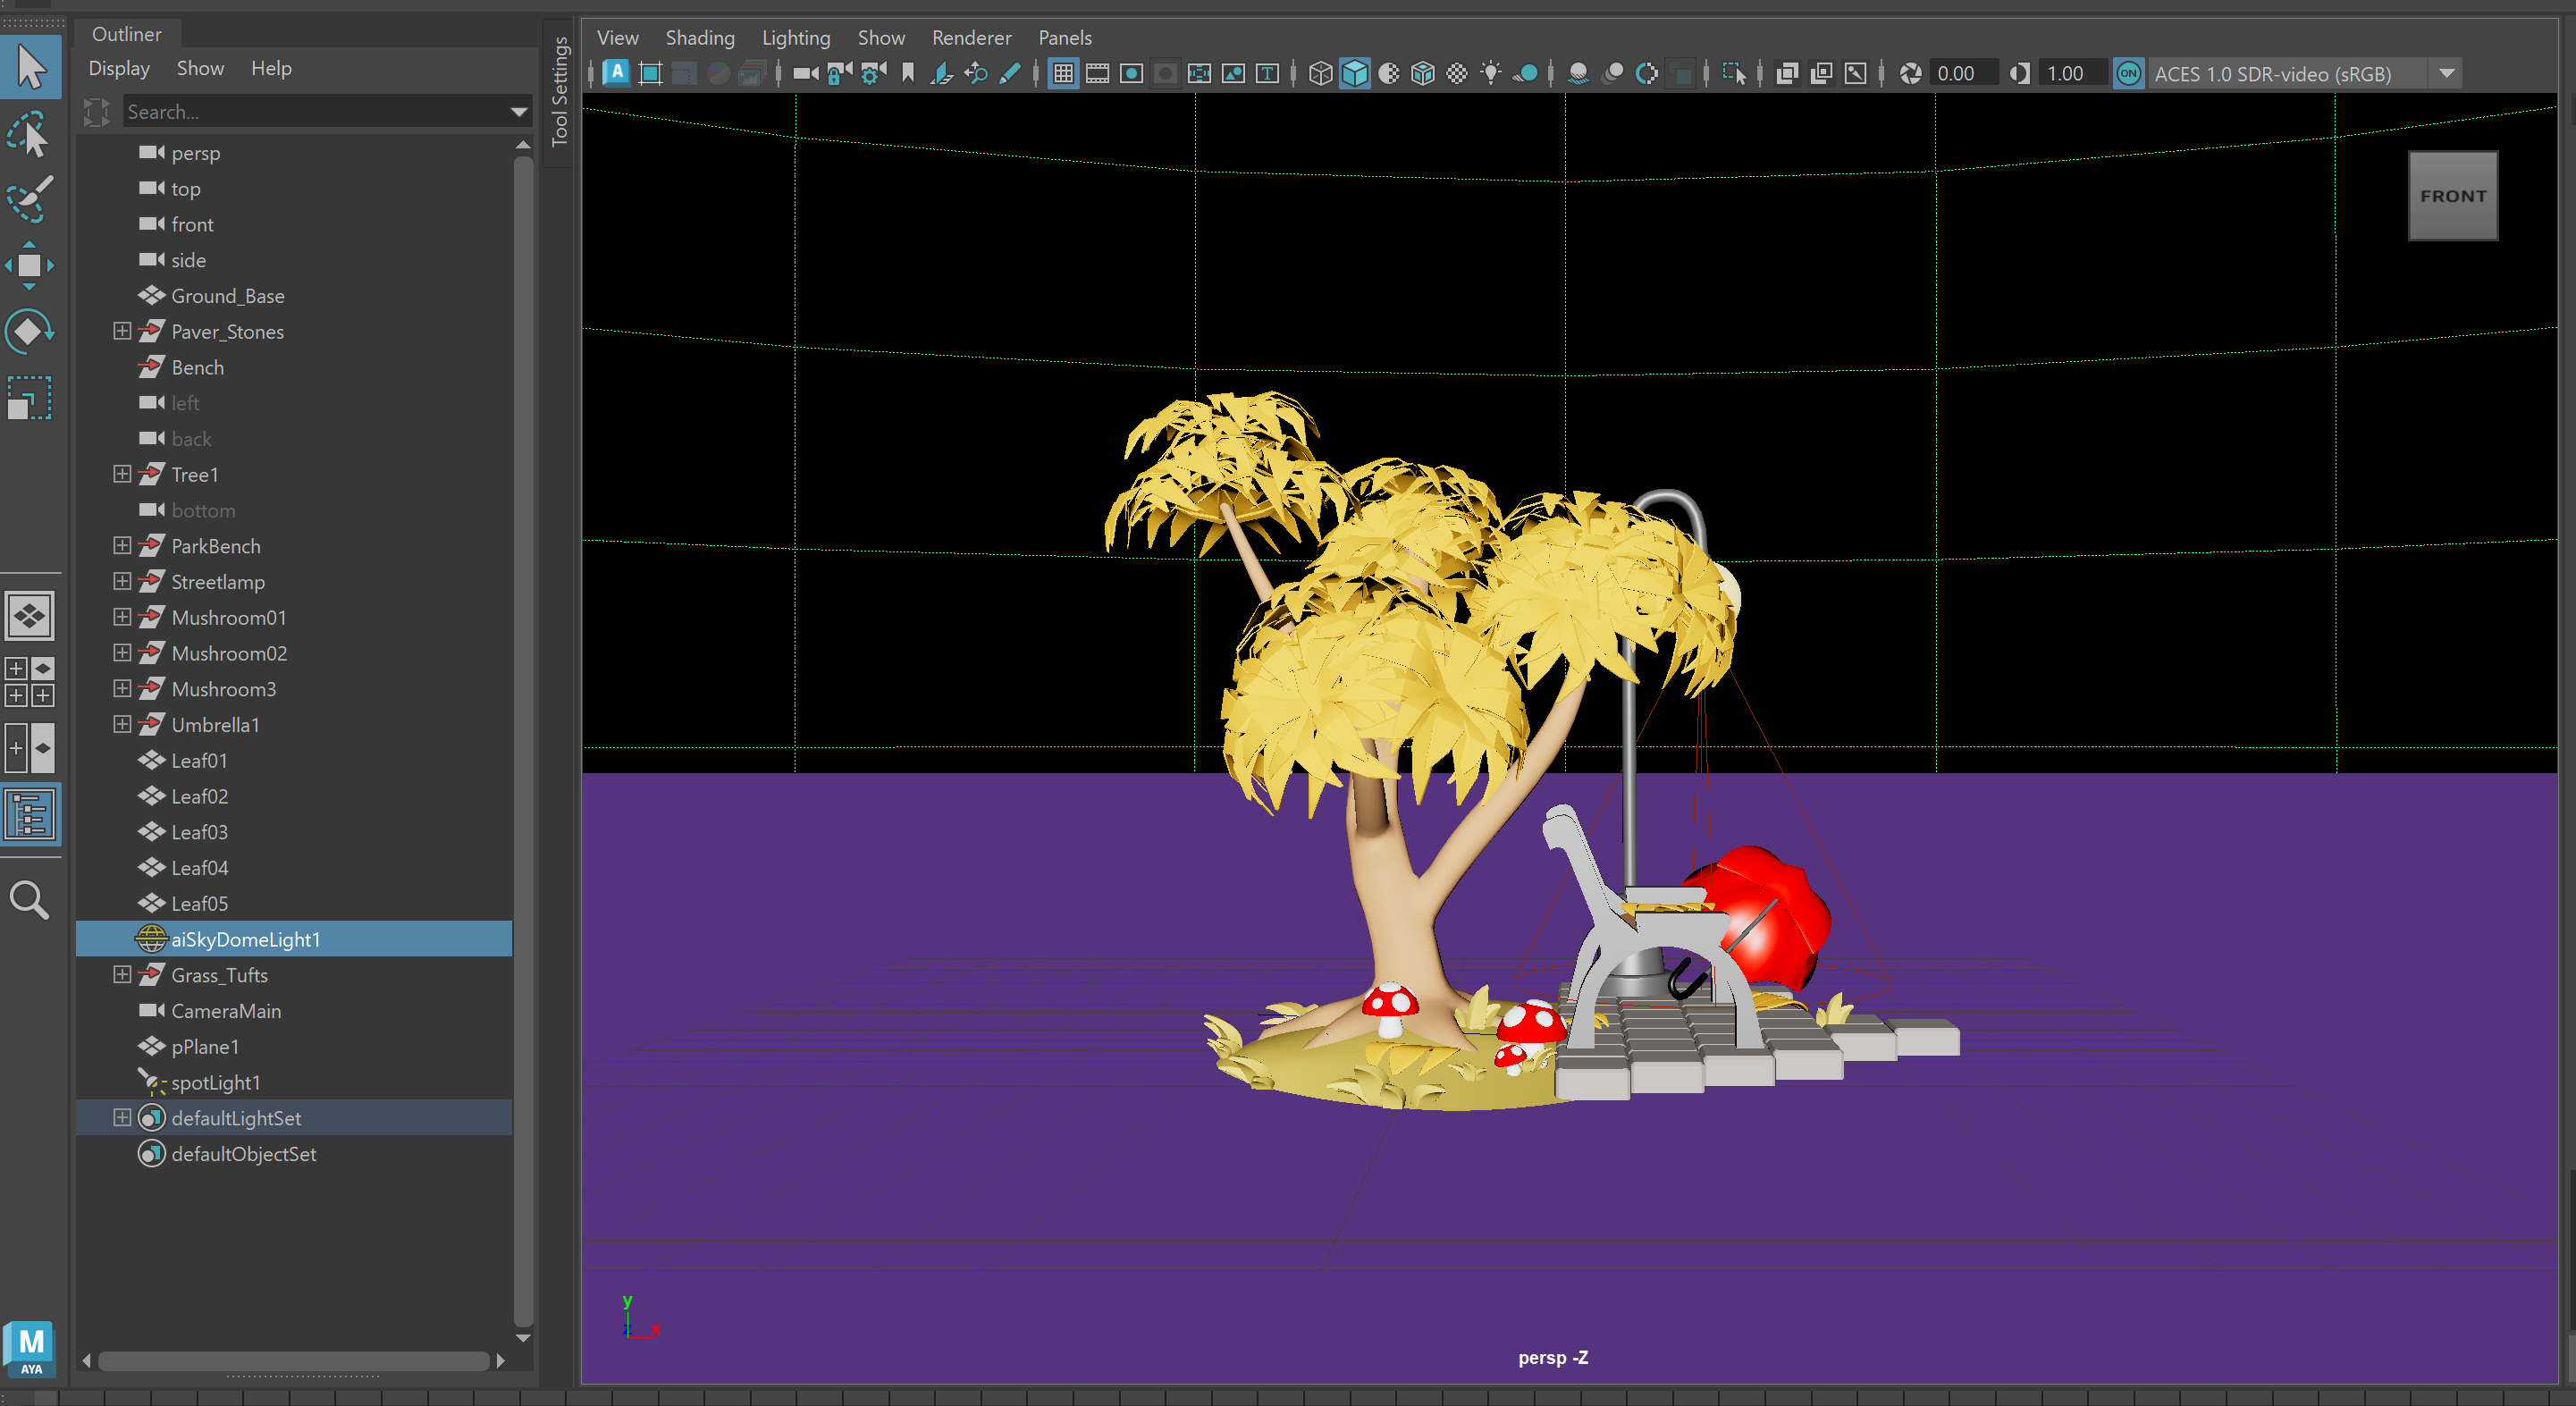 Outliner
Display Show Help
Search...
persp
top
front
side
Ground_Base
Paver_Stones
Bench
left
back
Tree1
bottom
ParkBench
Streetlamp
Mushroom01
Mushroom02
Mushroom3
Umbrella1
Leaf01
Leaf02
Leaf03
Leaf04
Leaf05
aiSkyDomeLight1
Grass_Tufts
CameraMain
pPlane1
spotLight1
defaultLightSet
defaultObjectSet
M
AYA
Tool Settings
View Shading Lighting Show Renderer Panels
A T 0.00 1.00 ON ACES 1.0 SDR-video (sRGB)
FRONT
y
z x
persp -Z